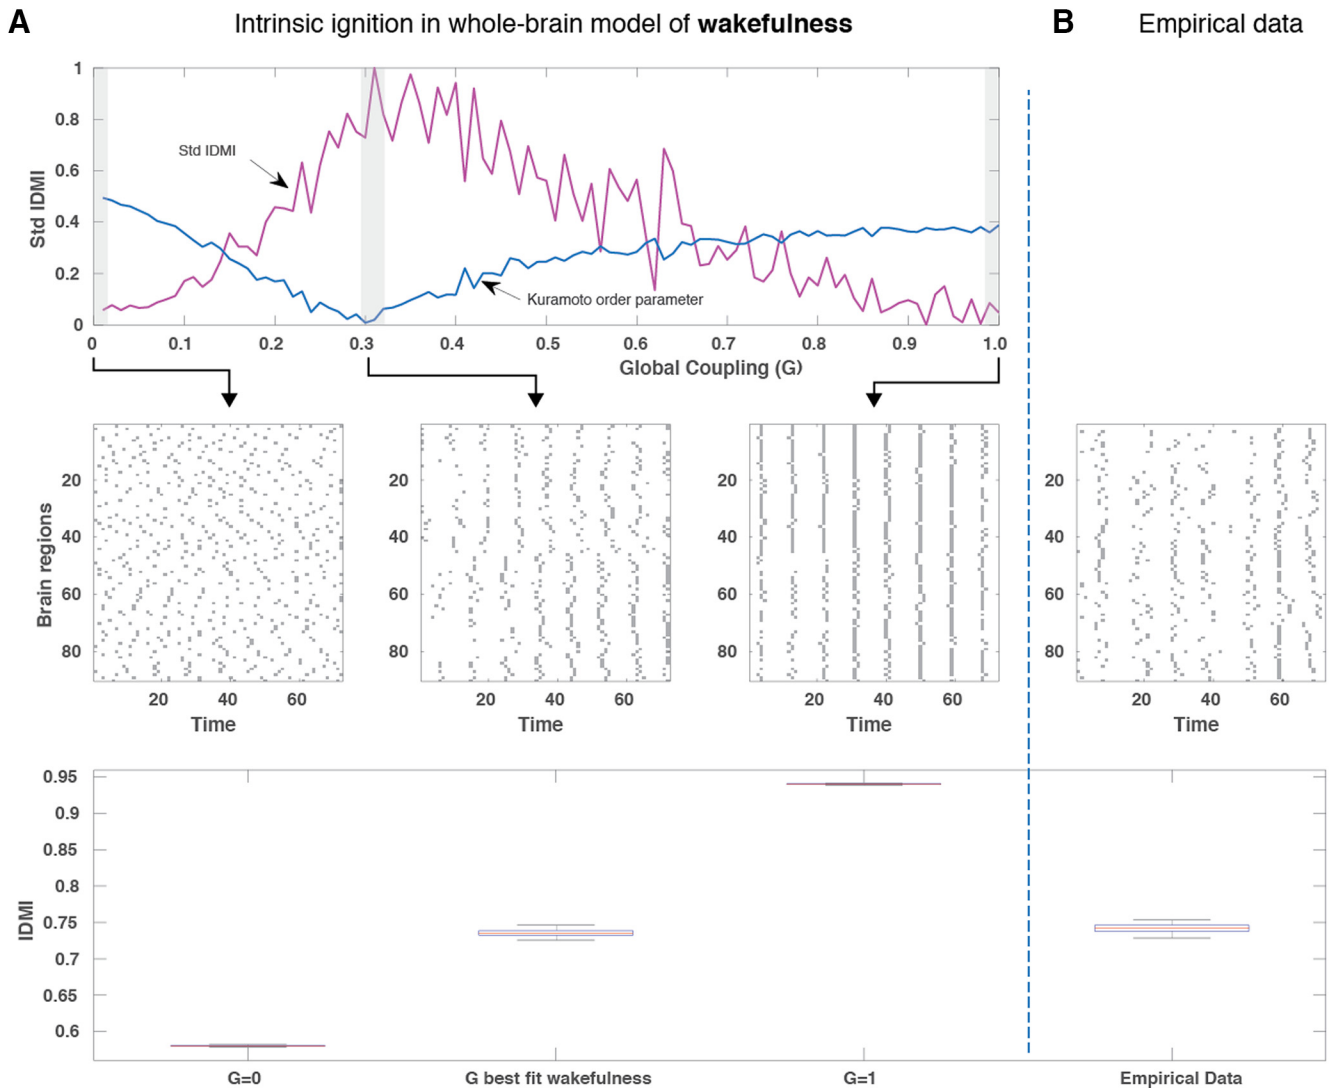 A
Intrinsic ignition in whole-brain model of wakefulness
B
Empirical data
1
0.8
0.6
0.4
0.2
0
Std IDMI
Std IDMI
Kuramoto order parameter
0 0.1 0.2 0.3 0.4 0.5 0.6 0.7 0.8 0.9 1.0
Global Coupling (G)
20
40
60
80
Brain regions
20 40 60
Time
20
40
60
80
20 40 60
Time
20
40
60
80
20 40 60
Time
20
40
60
80
20 40 60
Time
0.95
0.9
0.85
0.8
0.75
0.7
0.65
0.6
IDMI
G=0
G best fit wakefulness
G=1
Empirical Data